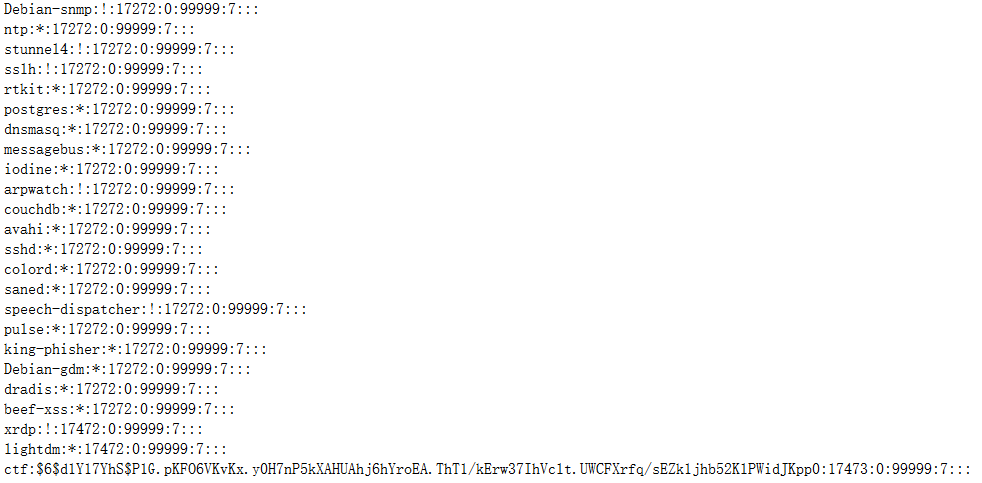 Debian-snmp:!:17272:0:99999:7:::
ntp:*:17272:0:99999:7:::
stunnel4:!:17272:0:99999:7:::
sslh:!:17272:0:99999:7:::
rtkit:*:17272:0:99999:7:::
postgres:*:17272:0:99999:7:::
dnsmasq:*:17272:0:99999:7:::
messagebus:*:17272:0:99999:7:::
iodine:*:17272:0:99999:7:::
arpwatch:!:17272:0:99999:7:::
couchdb:*:17272:0:99999:7:::
avahi:*:17272:0:99999:7:::
sshd:*:17272:0:99999:7:::
colord:*:17272:0:99999:7:::
saned:*:17272:0:99999:7:::
speech-dispatcher:!:17272:0:99999:7:::
pulse:*:17272:0:99999:7:::
king-phisher:*:17272:0:99999:7:::
Debian-gdm:*:17272:0:99999:7:::
dradis:*:17272:0:99999:7:::
beef-xss:*:17272:0:99999:7:::
xrdp:!:17472:0:99999:7:::
lightdm:*:17472:0:99999:7:::
ctf:$6$dlY17YhS$P1G.pKFO6VKvKx.yOH7nP5kXAHUAhj6hYroEA.ThT1/kErw37IhVc1t.UWCFXrfq/sEZk1jhb52K1PWidJKpp0:17473:0:99999:7:::